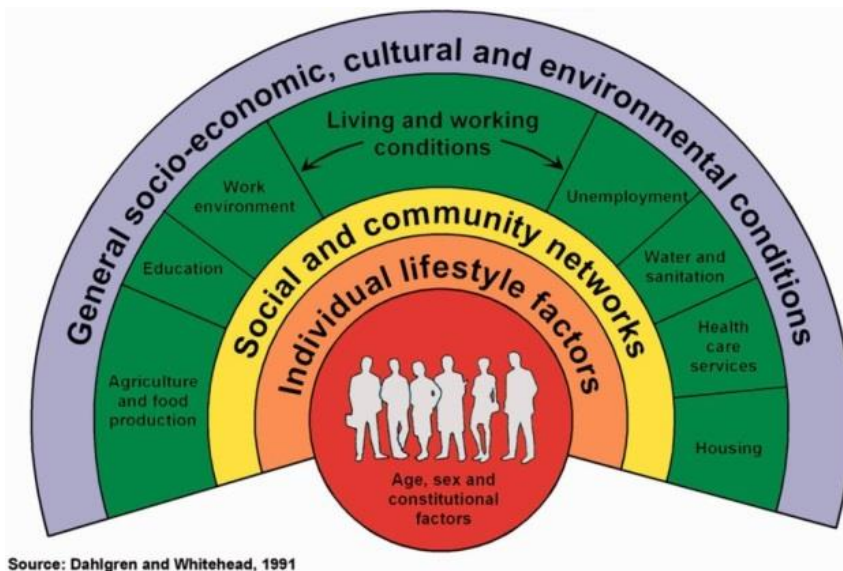 General socio-economic, cultural and environmental conditions
Living and working
conditions
Work
environment
Unemployment
Education
Water and
sanitation
Agriculture
and food
production
Health
care
services
Housing
Social and community networks
Individual lifestyle factors
Age, sex and
constitutional
factors
Source: Dahlgren and Whitehead, 1991